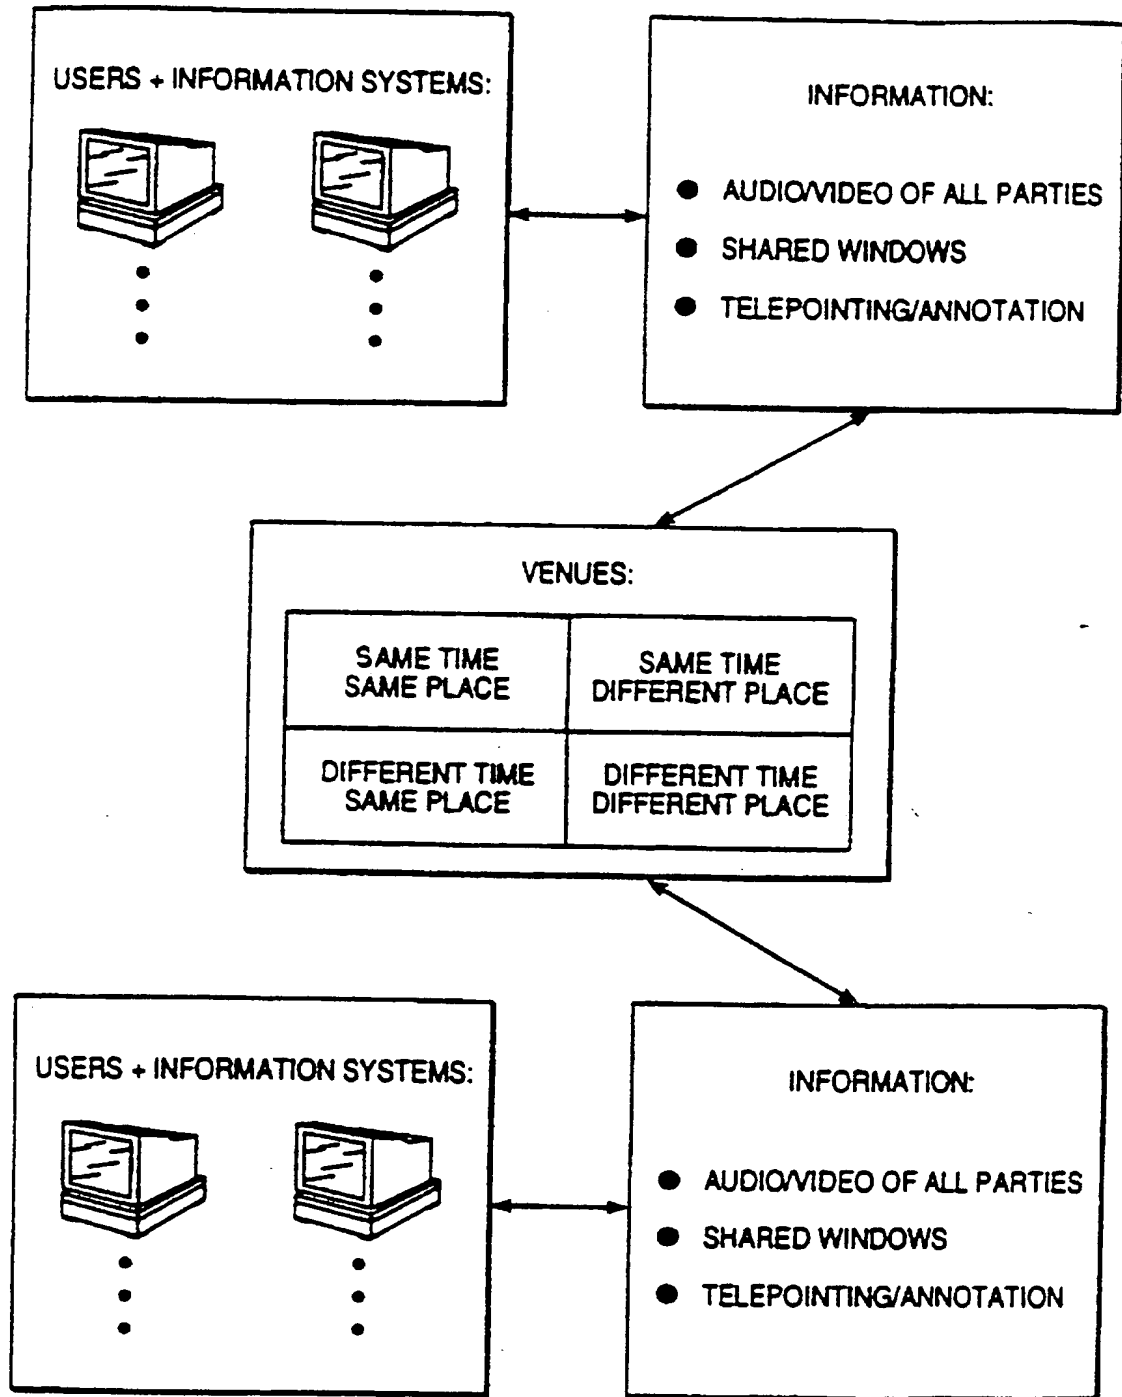 USERS + INFORMATION SYSTEMS:
INFORMATION:
● AUDIO/VIDEO OF ALL PARTIES
● SHARED WINDOWS
● TELEPOINTING/ANNOTATION
VENUES:
SAME TIME
SAME PLACE
SAME TIME
DIFFERENT PLACE
DIFFERENT TIME
SAME PLACE
DIFFERENT TIME
DIFFERENT PLACE
USERS + INFORMATION SYSTEMS:
INFORMATION:
● AUDIO/VIDEO OF ALL PARTIES
● SHARED WINDOWS
● TELEPOINTING/ANNOTATION